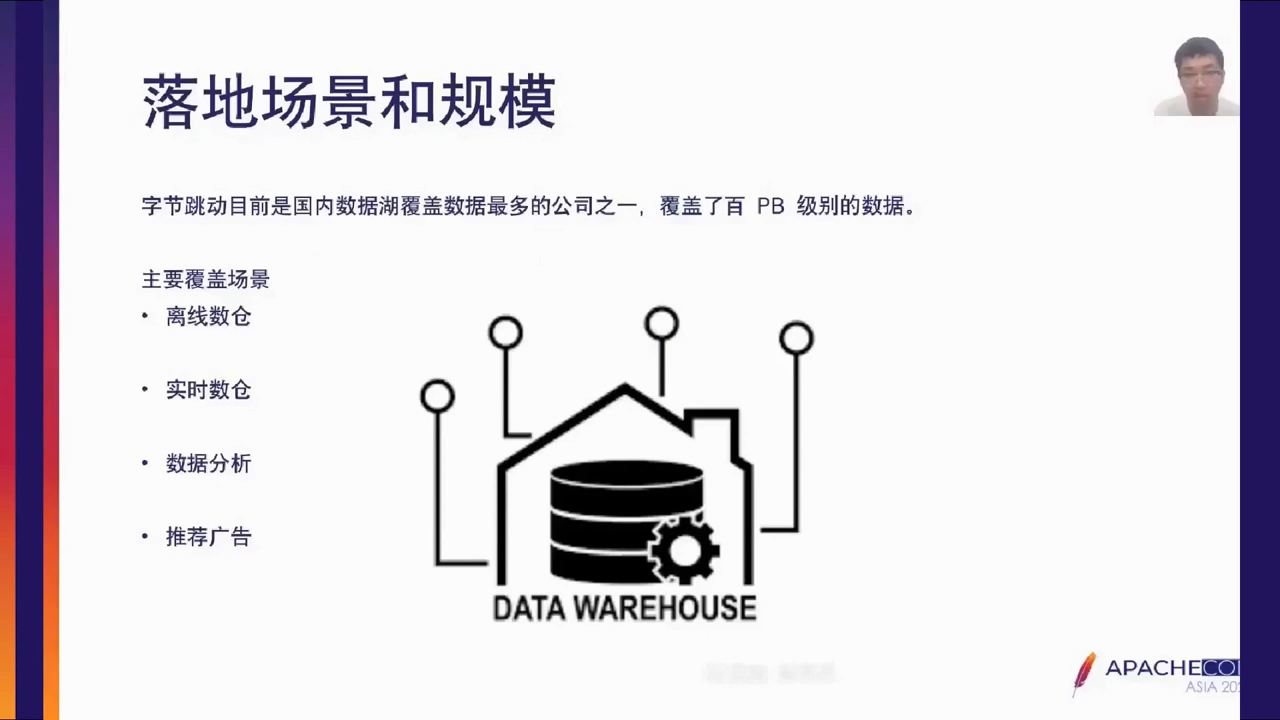 落地场景和规模
字节跳动目前是国内数据湖覆盖数据最多的公司之一，覆盖了百 PB 级别的数据。
主要覆盖场景
• 离线数仓
• 实时数仓
• 数据分析
• 推荐广告
DATA WAREHOUSE
APACHECO
ASIA 202